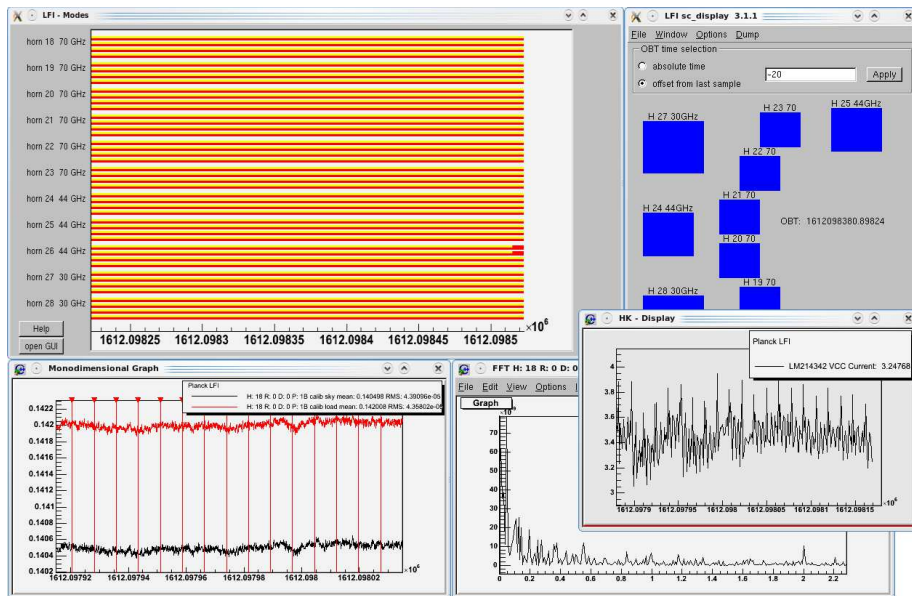 LFI - Modes
horn 18 70 GHz
horn 19 70 GHz
horn 20 70 GHz
horn 21 70 GHz
horn 22 70 GHz
horn 23 70 GHz
horn 24 44 GHz
horn 25 44 GHz
horn 26 44 GHz
horn 27 30 GHz
horn 28 30 GHz
Help
open GUI
1612.09825 1612.0983 1612.09835 1612.0984 1612.09845 1612.0985
×10^6
LFI sc_display 3.1.1
File Window Options Dump
OBT time selection
absolute time
offset from last sample
-20
Apply
H 23 70
H 25 44GHz
H 27 30GHz
H 22 70
H 21 70
H 24 44GHz
OBT: 1612098380.89824
H 20 70
H 19 70
H 28 30GHz
Monodimensional Graph
Planck LFI
H: 18 R: 0 D: 0 P: 1B calib sky mean: 0.140498 RMS: 4.39096e-05
H: 18 R: 0 D: 0 P: 1B calib load mean: 0.142008 RMS: 4.35802e-05
0.1422
0.142
0.1418
0.1416
0.1414
0.1412
0.141
0.1408
0.1406
0.1404
0.1402
1612.09792 1612.09794 1612.09796 1612.098 1612.09802
×10^6
FFT H: 18 R: 0 D: 0
File Edit View Options
Graph
70
60
50
40
30
20
10
0
0 0.2 0.4 0.6 0.8 1 1.2 1.4 1.6 1.8 2 2.2
HK - Display
Planck LFI
LM214342 VCC Current: 3.24768
4
3.8
3.6
3.4
3.2
3
1612.0979 1612.09795 1612.098 1612.09805 1612.0981 1612.09815
×10^6